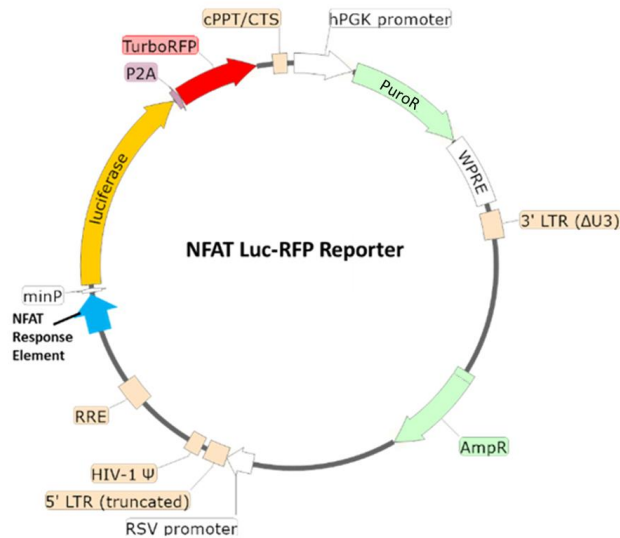 cPPT/CTS
hPGK promoter
TurboRFP
P2A
PuroR
luciferase
WPRE
3' LTR (ΔU3)
NFAT Luc-RFP Reporter
minP
NFAT
Response
Element
RRE
AmpR
HIV-1 Ψ
5' LTR (truncated)
RSV promoter